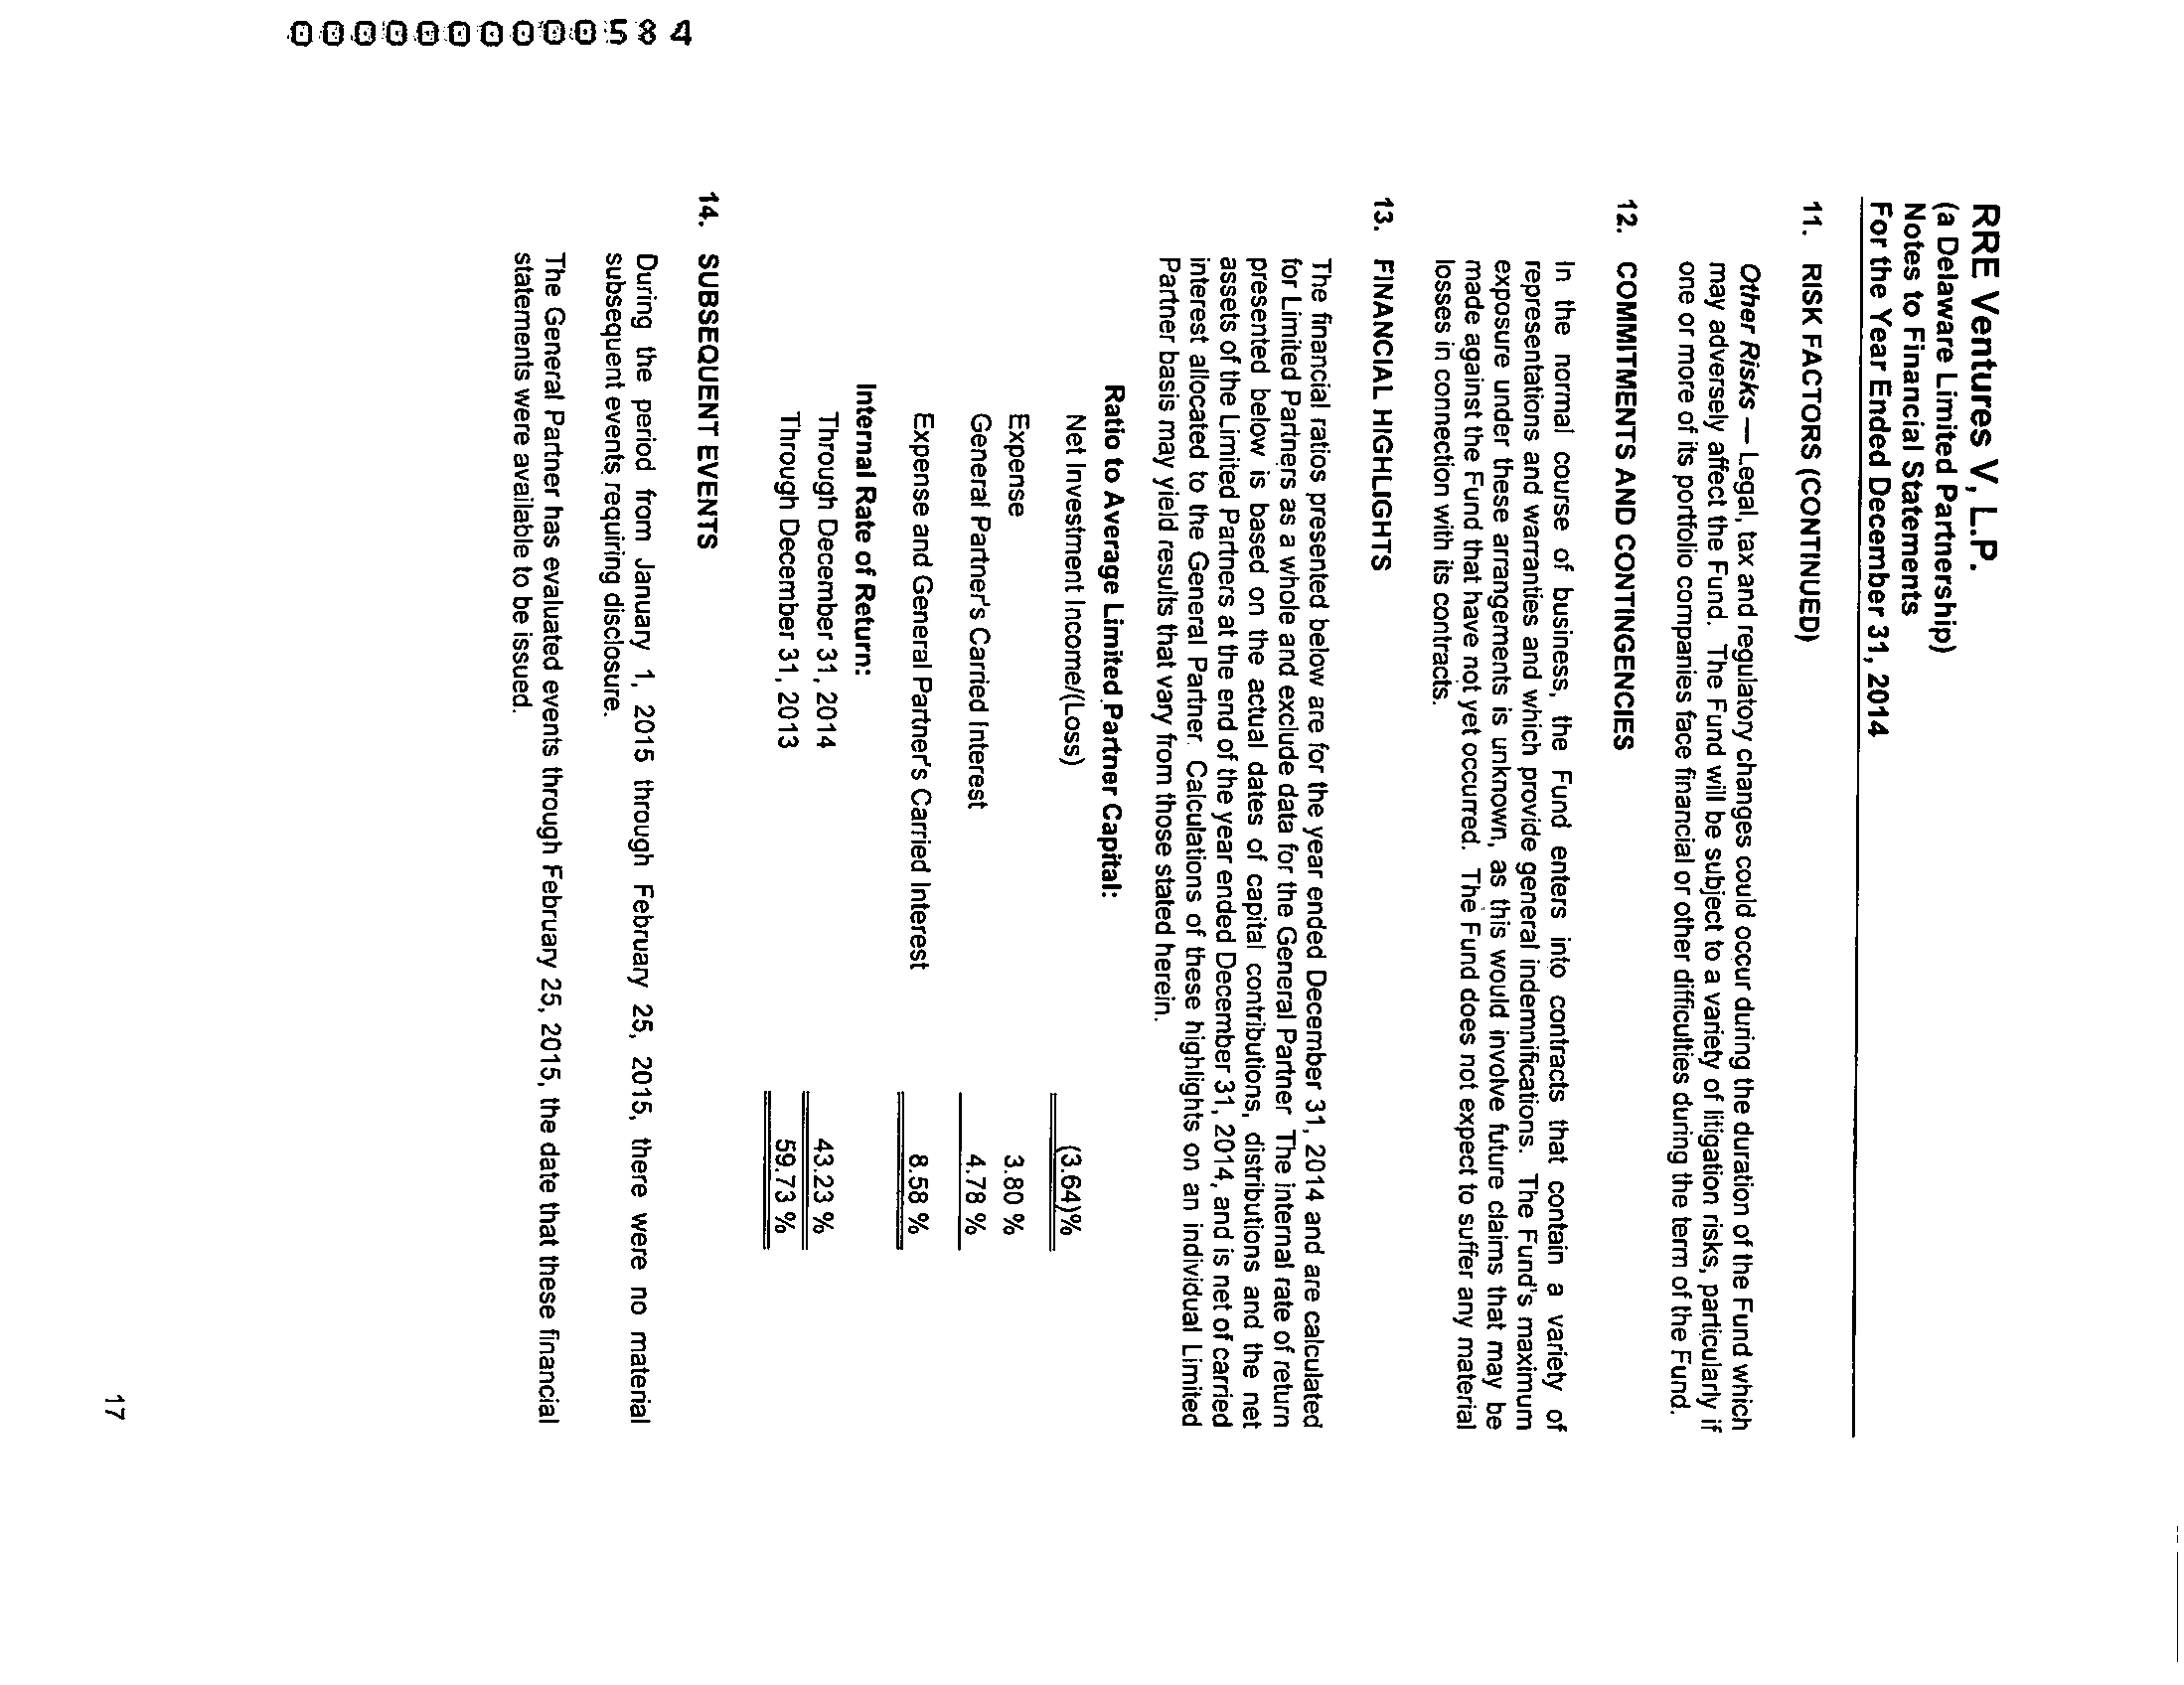 RRE Ventures V, L.P.
(a Delaware Limited Partnership)
Notes to Financial Statements
For the Year Ended December 31, 2014
11. RISK FACTORS (CONTINUED)
Other Risks — Legal, tax and regulatory changes could occur during the duration of the Fund which
may adversely affect the Fund. The Fund will be subject to a variety of litigation risks, particularly if
one or more of its portfolio companies face financial or other difficulties during the term of the Fund.
12. COMMITMENTS AND CONTINGENCIES
In the normal course of business, the Fund enters into contracts that contain a variety of
representations and warranties and which provide general indemnifications. The Fund's maximum
exposure under these arrangements is unknown, as this would involve future claims that may be
made against the Fund that have not yet occurred. The Fund does not expect to suffer any material
losses in connection with its contracts.
13. FINANCIAL HIGHLIGHTS
The financial ratios presented below are for the year ended December 31, 2014 and are calculated
for Limited Partners as a whole and exclude data for the General Partner. The internal rate of return
presented below is based on the actual dates of capital contributions, distributions and the net
assets of the Limited Partners at the end of the year ended December 31, 2014, and is net of carried
interest allocated to the General Partner. Calculations of these highlights on an individual Limited
Partner basis may yield results that vary from those stated herein.
Ratio to Average Limited Partner Capital:
Net Investment Income/(Loss) (3.64)%
Expense 3.80 %
General Partner's Carried Interest 4.78 %
Expense and General Partner's Carried Interest 8.58 %
Internal Rate of Return:
Through December 31, 2014 43.23 %
Through December 31, 2013 59.73 %
14. SUBSEQUENT EVENTS
During the period from January 1, 2015 through February 25, 2015, there were no material
subsequent events requiring disclosure.
The General Partner has evaluated events through February 25, 2015, the date that these financial
statements were available to be issued.
17
0000000000584